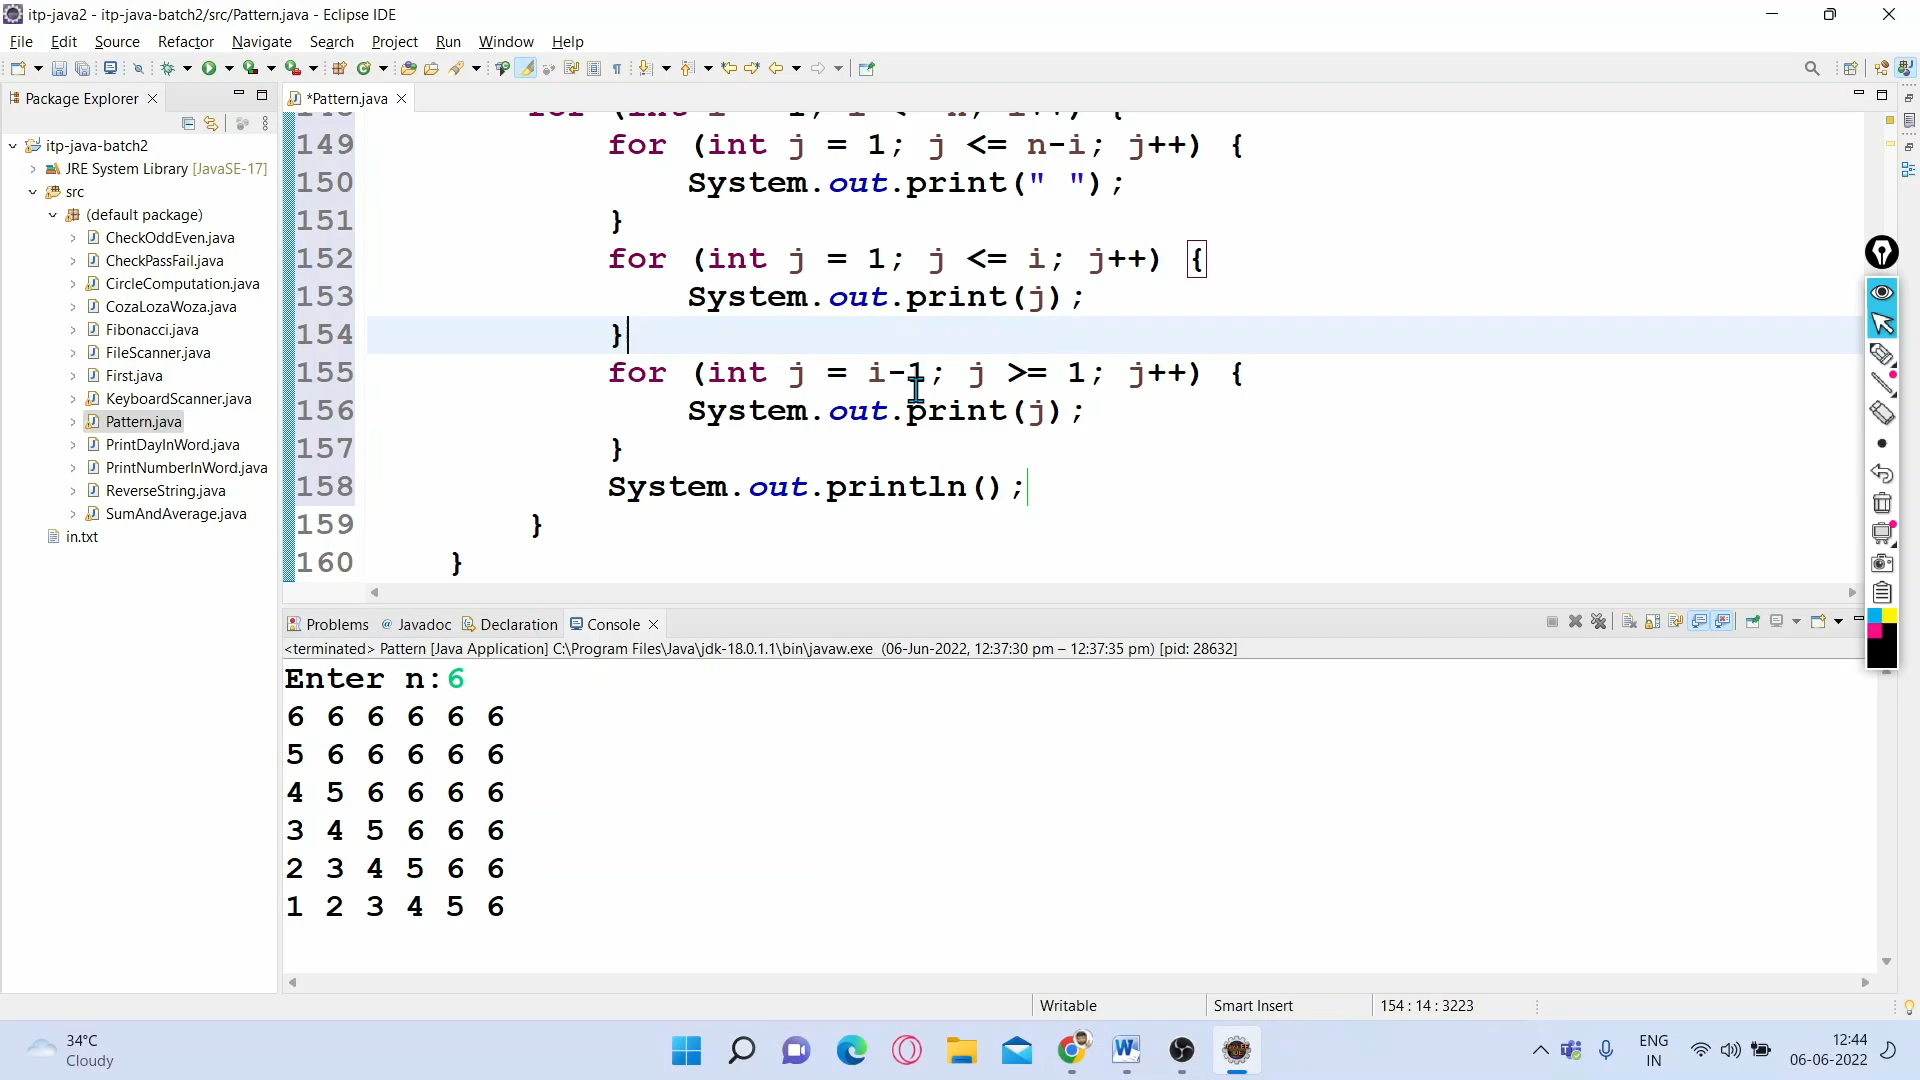 itp-java2 - itp-java-batch2/src/Pattern.java - Eclipse IDE
File Edit Source Refactor Navigate Search Project Run Window Help
Package Explorer
*Pattern.java
itp-java-batch2
JRE System Library [JavaSE-17]
src
(default package)
CheckOddEven.java
CheckPassFail.java
CircleComputation.java
CozaLozaWoza.java
Fibonacci.java
FileScanner.java
First.java
KeyboardScanner.java
Pattern.java
PrintDayInWord.java
PrintNumberInWord.java
ReverseString.java
SumAndAverage.java
in.txt
149 for (int j = 1; j <= n-i; j++) {
150 System.out.print(" ");
151 }
152 for (int j = 1; j <= i; j++) {
153 System.out.print(j);
154 }
155 for (int j = i-1; j >= 1; j++) {
156 System.out.print(j);
157 }
158 System.out.println();
159 }
160 }
Problems @ Javadoc Declaration Console
<terminated> Pattern [Java Application] C:\Program Files\Java\jdk-18.0.1.1\bin\javaw.exe (06-Jun-2022, 12:37:30 pm – 12:37:35 pm) [pid: 28632]
Enter n:6
6 6 6 6 6 6
5 6 6 6 6 6
4 5 6 6 6 6
3 4 5 6 6 6
2 3 4 5 6 6
1 2 3 4 5 6
Writable Smart Insert 154 : 14 : 3223
34°C
Cloudy
ENG
IN
12:44
06-06-2022